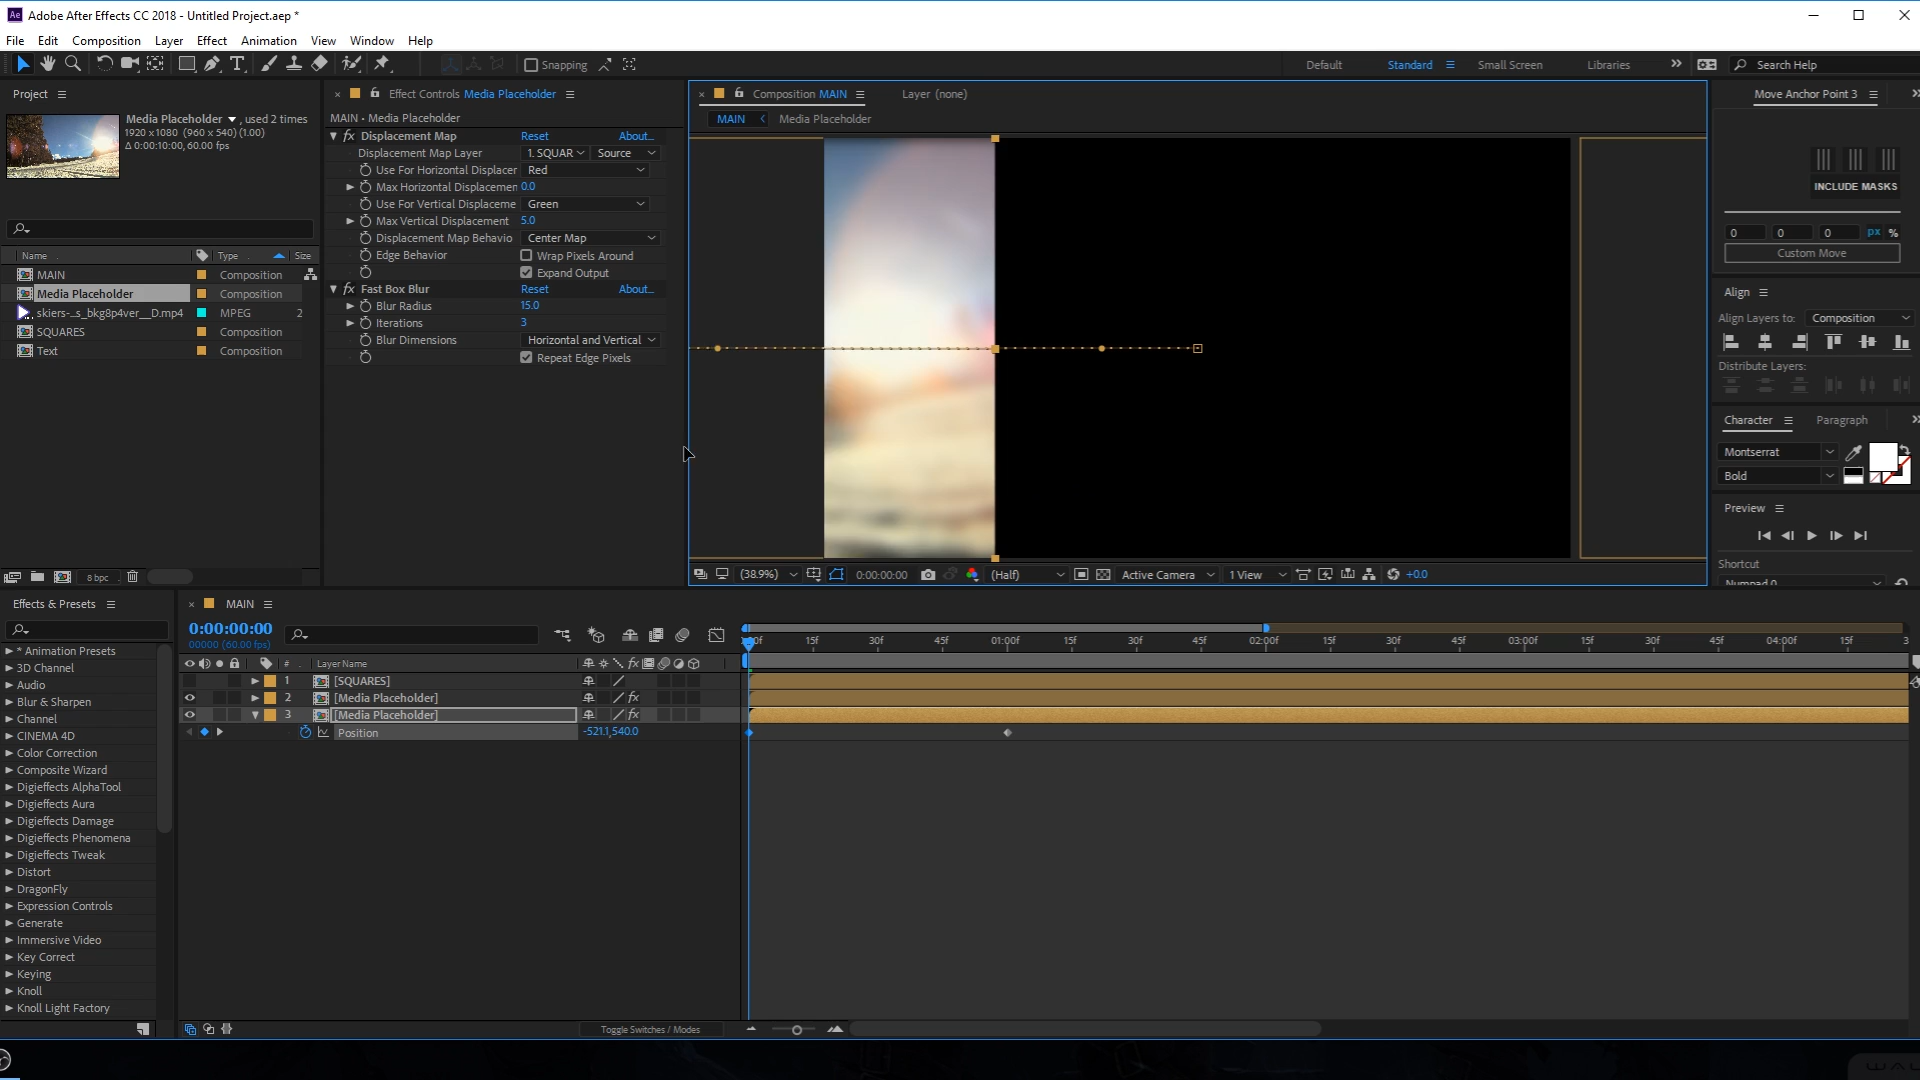 Ae Adobe After Effects CC 2018 - Untitled Project.aep *
File Edit Composition Layer Effect Animation View Window Help
Snapping
Default Standard Small Screen Libraries Search Help
Project
Media Placeholder , used 2 times
1920 x 1080 (960 x 540) (1.00)
Δ 0:00:10:00, 60.00 fps
Name Type Size
MAIN Composition
Media Placeholder Composition
skiers-..s_bkg8p4ver__D.mp4 MPEG 2
SQUARES Composition
Text Composition
8 bpc
Effect Controls Media Placeholder
MAIN • Media Placeholder
fx Displacement Map Reset About...
Displacement Map Layer 1. SQUAR Source
Use For Horizontal Displacer Red
Max Horizontal Displacemen 0.0
Use For Vertical Displaceme Green
Max Vertical Displacement 5.0
Displacement Map Behavio Center Map
Edge Behavior Wrap Pixels Around
Expand Output
fx Fast Box Blur Reset About...
Blur Radius 15.0
Iterations 3
Blur Dimensions Horizontal and Vertical
Repeat Edge Pixels
Composition MAIN Layer (none)
MAIN Media Placeholder
(38.9%) 0:00:00:00 (Half) Active Camera 1 View +0.0
Move Anchor Point 3
INCLUDE MASKS
0 0 0 px %
Custom Move
Align
Align Layers to: Composition
Distribute Layers:
Character Paragraph
Montserrat
Bold
Preview
Shortcut
Numpad 0
Effects & Presets
* Animation Presets
3D Channel
Audio
Blur & Sharpen
Channel
CINEMA 4D
Color Correction
Composite Wizard
Digieffects AlphaTool
Digieffects Aura
Digieffects Damage
Digieffects Phenomena
Digieffects Tweak
Distort
DragonFly
Expression Controls
Generate
Immersive Video
Key Correct
Keying
Knoll
Knoll Light Factory
MAIN
0:00:00:00
00000 (60.00 fps)
:00f 15f 30f 45f 01:00f 15f 30f 45f 02:00f 15f 30f 45f 03:00f 15f 30f 45f 04:00f 15f 3
# Layer Name fx
1 [SQUARES]
2 [Media Placeholder] fx
3 [Media Placeholder] fx
Position -521.1,540.0
Toggle Switches / Modes